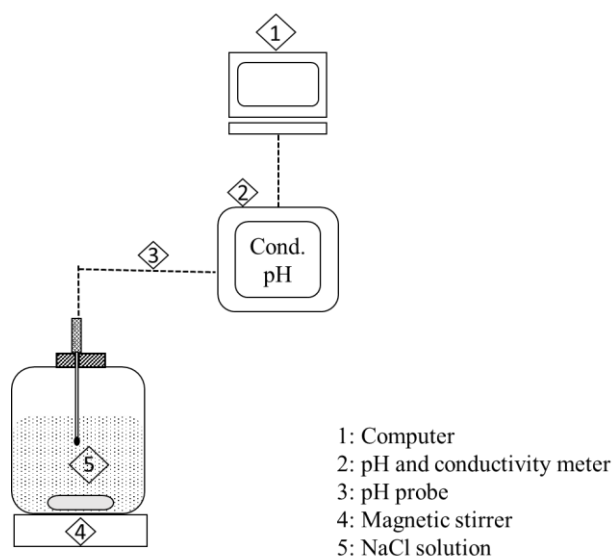 1
2
Cond.
pH
3
5
4
1: Computer
2: pH and conductivity meter
3: pH probe
4: Magnetic stirrer
5: NaCl solution